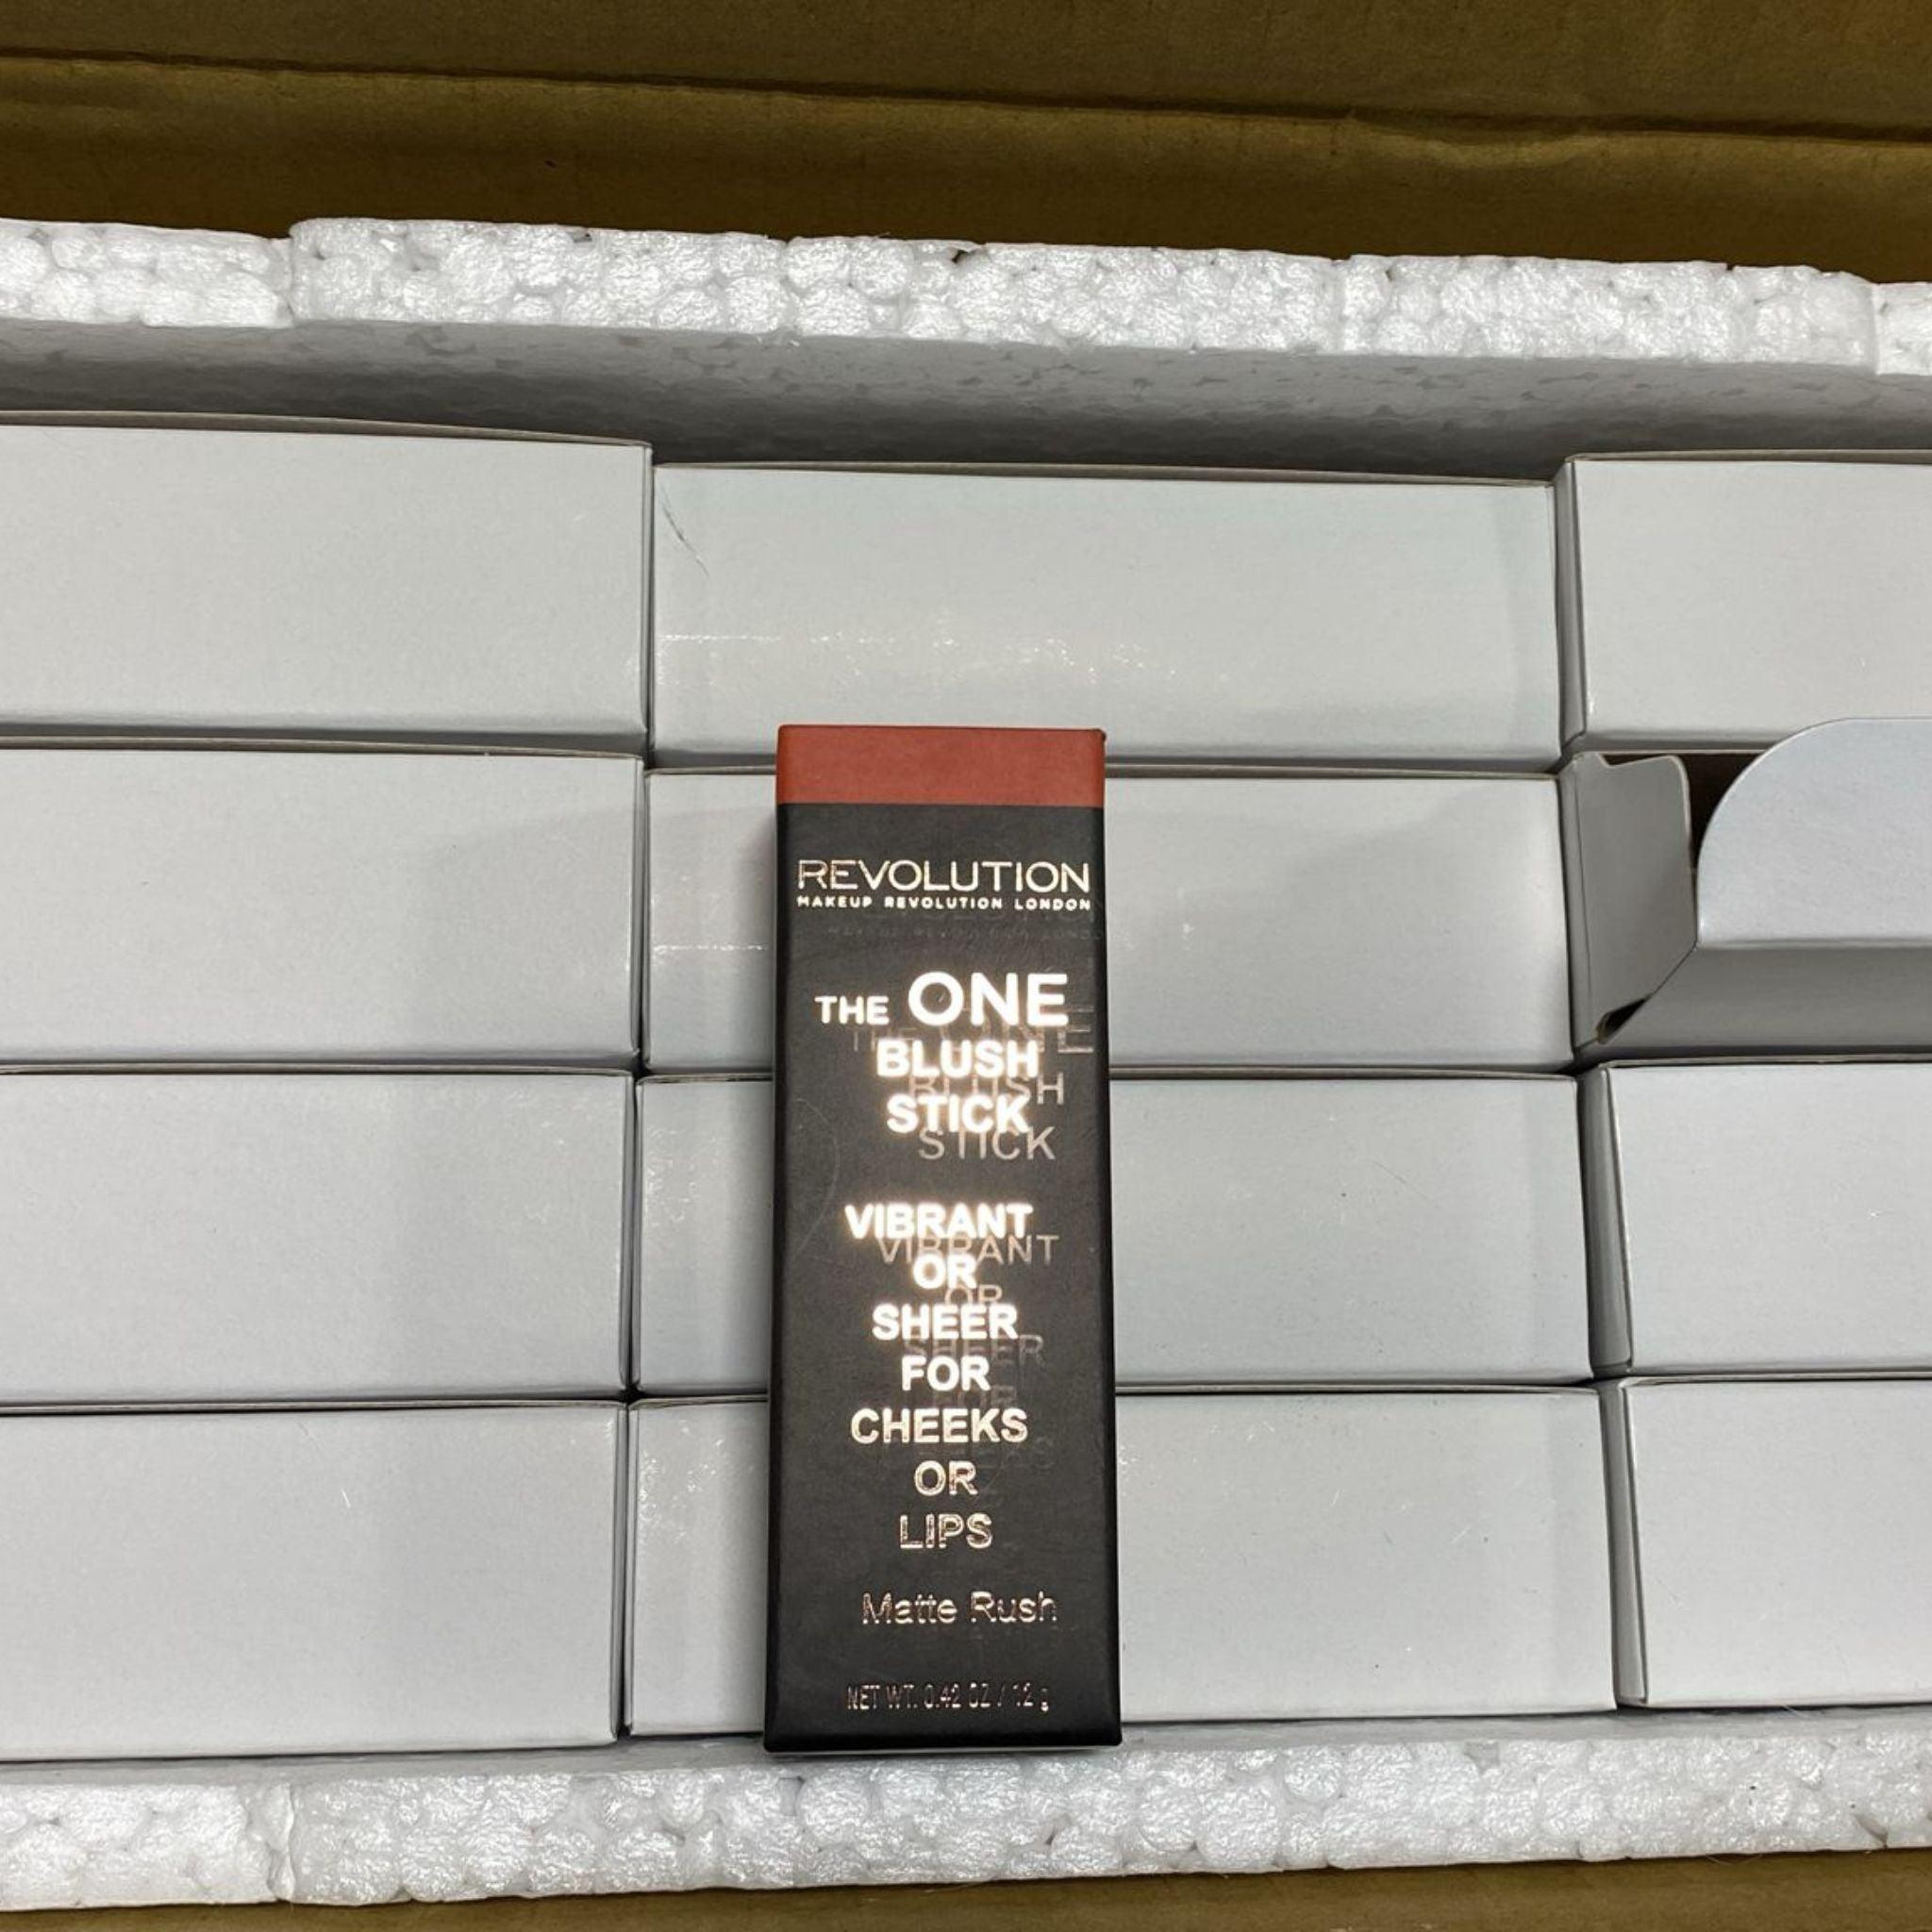 REVOLUTION
MAKEUP REVOLUTION LONDON
THE ONE
BLUSH
STICK
VIBRANT
OR
SHEER
FOR
CHEEKS
OR
LIPS
Matte Rush
NET WT. 0.42 OZ / 12 g